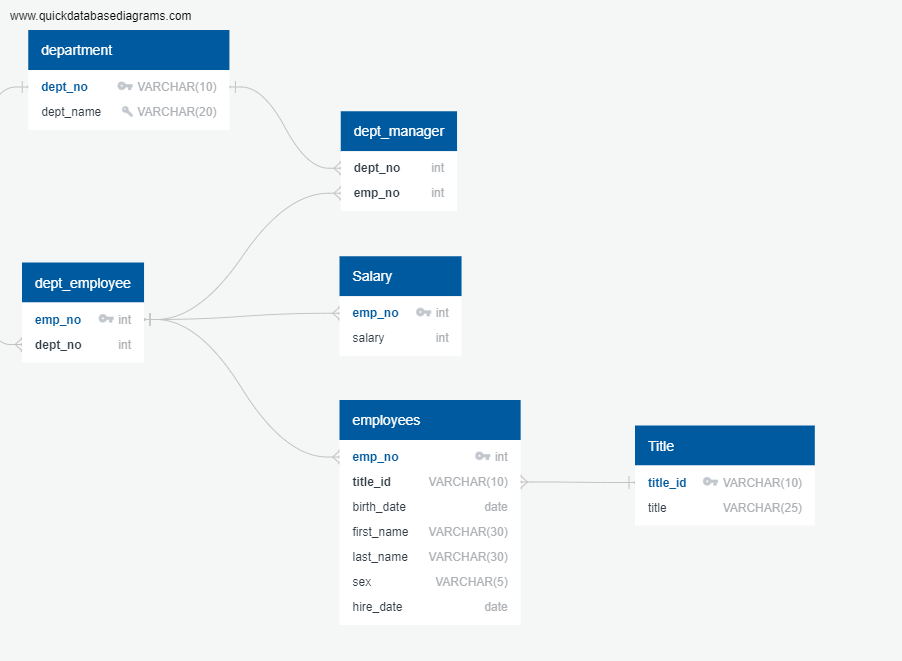 www.quickdatabasediagrams.com
department
dept_no VARCHAR(10)
dept_name VARCHAR(20)
dept_manager
dept_no int
emp_no int
dept_employee
emp_no int
dept_no int
Salary
emp_no int
salary int
employees
emp_no int
title_id VARCHAR(10)
birth_date date
first_name VARCHAR(30)
last_name VARCHAR(30)
sex VARCHAR(5)
hire_date date
Title
title_id VARCHAR(10)
title VARCHAR(25)